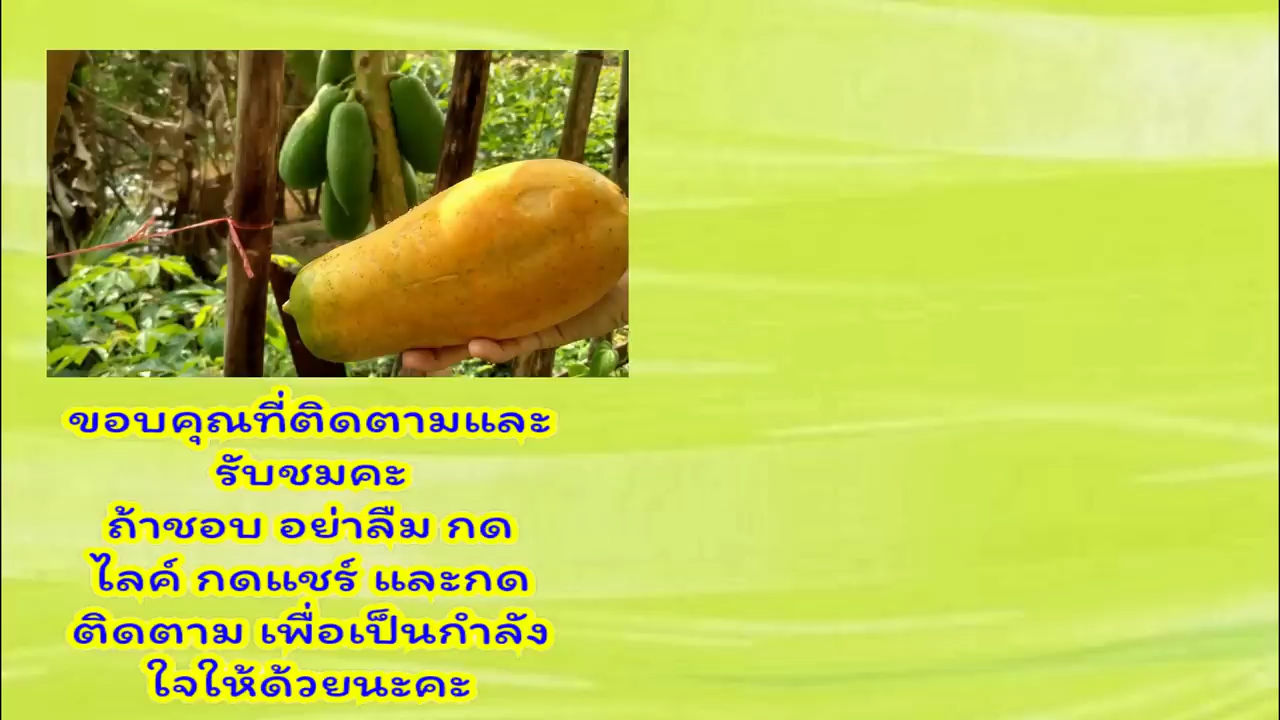 ขอบคุณที่ติดตามและ
รับชมคะ
ถ้าชอบ อย่าลืม กด
ไลค์ กดแชร์ และกด
ติดตาม เพื่อเป็นกำลัง
ใจให้ด้วยนะคะ